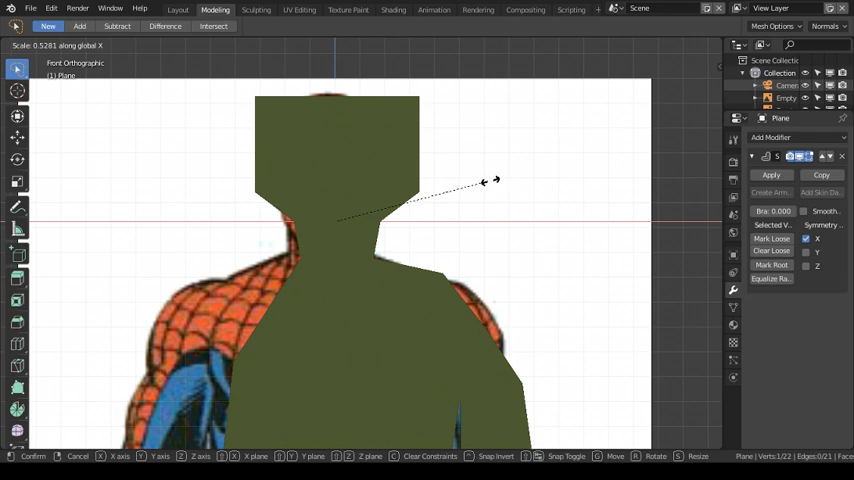 File Edit Render Window Help Layout Modeling Sculpting UV Editing Texture Paint Shading Animation Rendering Compositing Scripting Scene View Layer
New Add Subtract Difference Intersect Mesh Options Normals
Scale: 0.5281 along global X
Front Orthographic
(1) Plane
Scene Collectic
Collection
Camer
Empty
Plane
Add Modifier
S
Apply Copy
Create Arm.. Add Skin Da..
Bra: 0.000 Smooth..
Selected V.. Symmetry ..
Mark Loose X
Clear Loose Y
Mark Root Z
Equalize Ra..
Confirm Cancel X X axis Y Y axis Z Z axis X X plane Y Y plane Z Z plane C Clear Constraints Snap Invert Snap Toggle G Move R Rotate S Resize Plane | Verts:1/22 | Edges:0/21